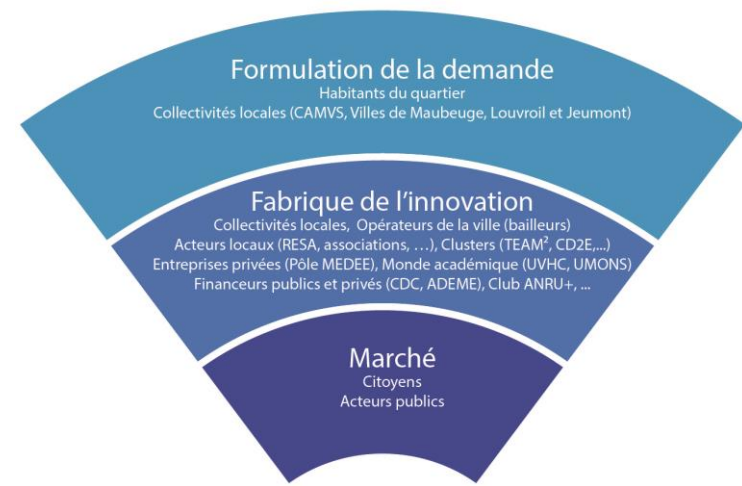 Formulation de la demande
Habitants du quartier
Collectivités locales (CAMVS, Villes de Maubeuge, Louvroil et Jeumont)
Fabrique de l'innovation
Collectivités locales, Opérateurs de la ville (bailleurs)
Acteurs locaux (RESA, associations, …), Clusters (TEAM², CD2E,...)
Entreprises privées (Pôle MEDEE), Monde académique (UVHC, UMONS)
Financeurs publics et privés (CDC, ADEME), Club ANRU+, ...
Marché
Citoyens
Acteurs publics